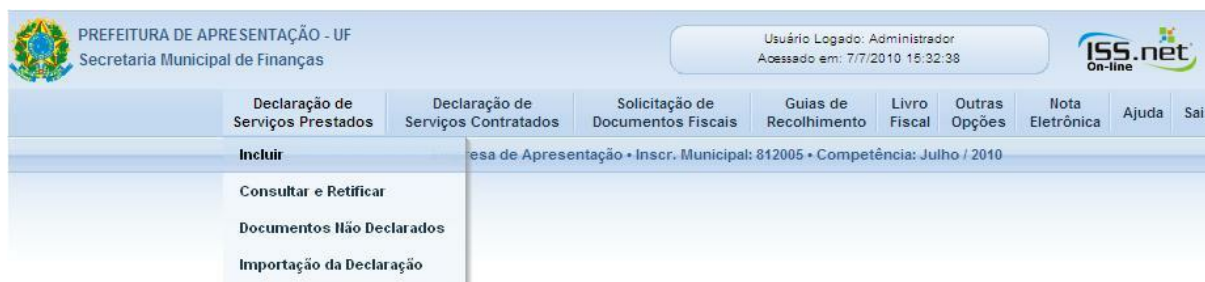 PREFEITURA DE APRESENTAÇÃO - UF
Secretaria Municipal de Finanças
Usuário Logado: Administrador
Acessado em: 7/7/2010 15:32:38
ISS.net
On-line
Declaração de
Serviços Prestados
Declaração de
Serviços Contratados
Solicitação de
Documentos Fiscais
Guias de
Recolhimento
Livro
Fiscal
Outras
Opções
Nota
Eletrônica
Ajuda
Sai
resa de Apresentação • Inscr. Municipal: 812005 • Competência: Julho / 2010
Incluir
Consultar e Retificar
Documentos Não Declarados
Importação da Declaração